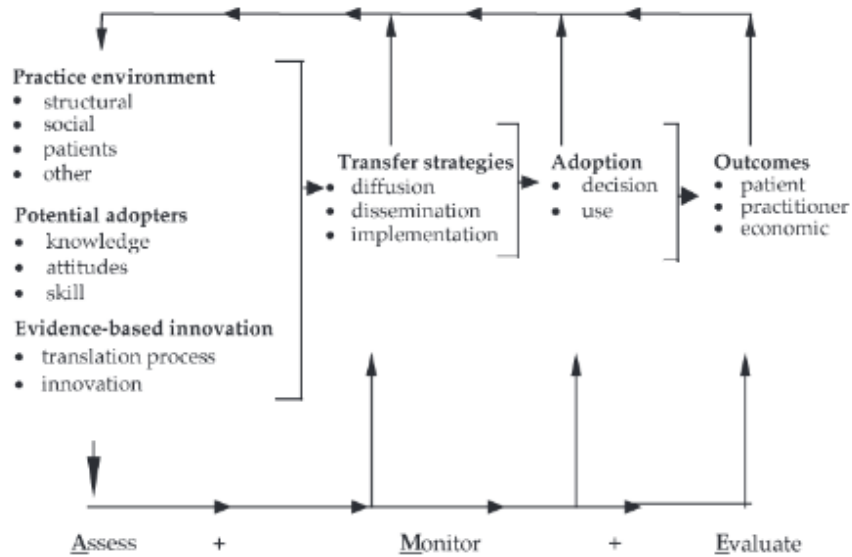 Practice environment
• structural
• social
• patients
• other
Potential adopters
• knowledge
• attitudes
• skill
Evidence-based innovation
• translation process
• innovation
Transfer strategies
• diffusion
• dissemination
• implementation
Adoption
• decision
• use
Outcomes
• patient
• practitioner
• economic
Assess + Monitor + Evaluate